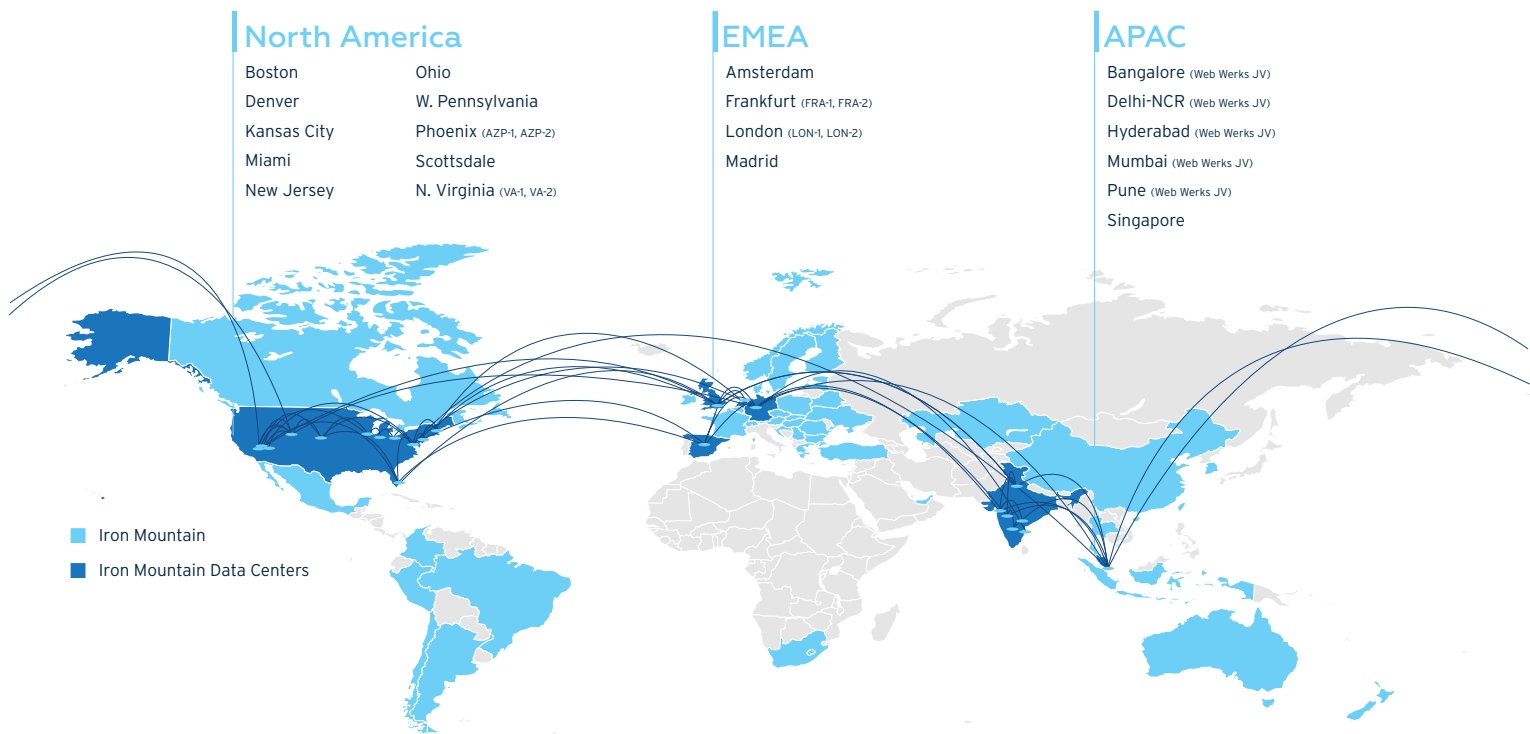 North America
Boston
Denver
Kansas City
Miami
New Jersey
Ohio
W. Pennsylvania
Phoenix (AZP-1, AZP-2)
Scottsdale
N. Virginia (VA-1, VA-2)
EMEA
Amsterdam
Frankfurt (FRA-1, FRA-2)
London (LON-1, LON-2)
Madrid
APAC
Bangalore (Web Werks JV)
Delhi-NCR (Web Werks JV)
Hyderabad (Web Werks JV)
Mumbai (Web Werks JV)
Pune (Web Werks JV)
Singapore
Iron Mountain
Iron Mountain Data Centers